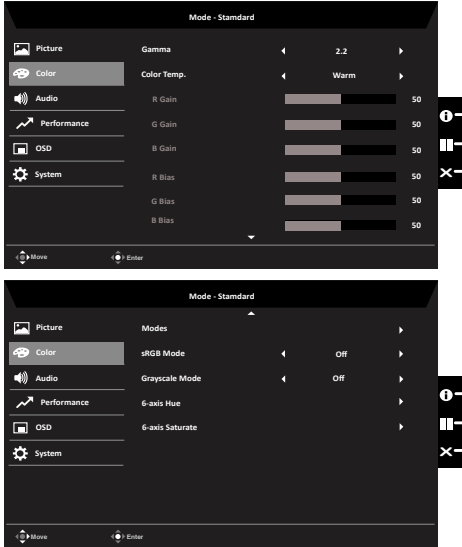 Mode - Stamdard
Picture Gamma 2.2
Color Color Temp. Warm
Audio R Gain 50
Performance G Gain 50
OSD B Gain 50
System R Bias 50
G Bias 50
B Bias 50
Move Enter
Mode - Stamdard
Picture Modes
Color sRGB Mode Off
Audio Grayscale Mode Off
Performance 6-axis Hue
OSD 6-axis Saturate
System
Move Enter